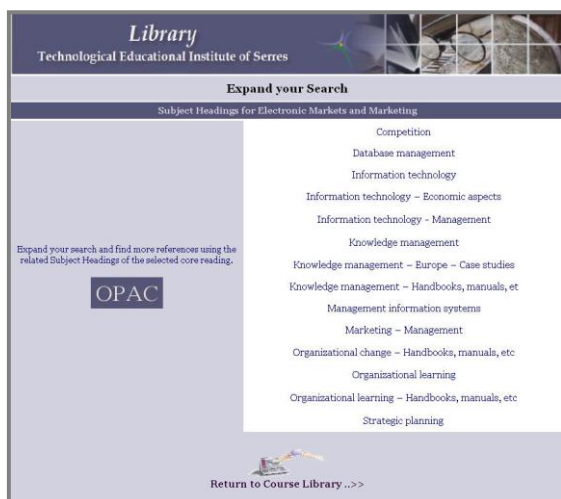 Library
Technological Educational Institute of Serres
Expand your Search
Subject Headings for Electronic Markets and Marketing
Expand your search and find more references using the
related Subject Headings of the selected core reading.
OPAC
Competition
Database management
Information technology
Information technology – Economic aspects
Information technology - Management
Knowledge management
Knowledge management – Europe – Case studies
Knowledge management – Handbooks, manuals, et
Management information systems
Marketing – Management
Organizational change – Handbooks, manuals, etc
Organizational learning
Organizational learning – Handbooks, manuals, etc
Strategic planning
Return to Course Library ..>>